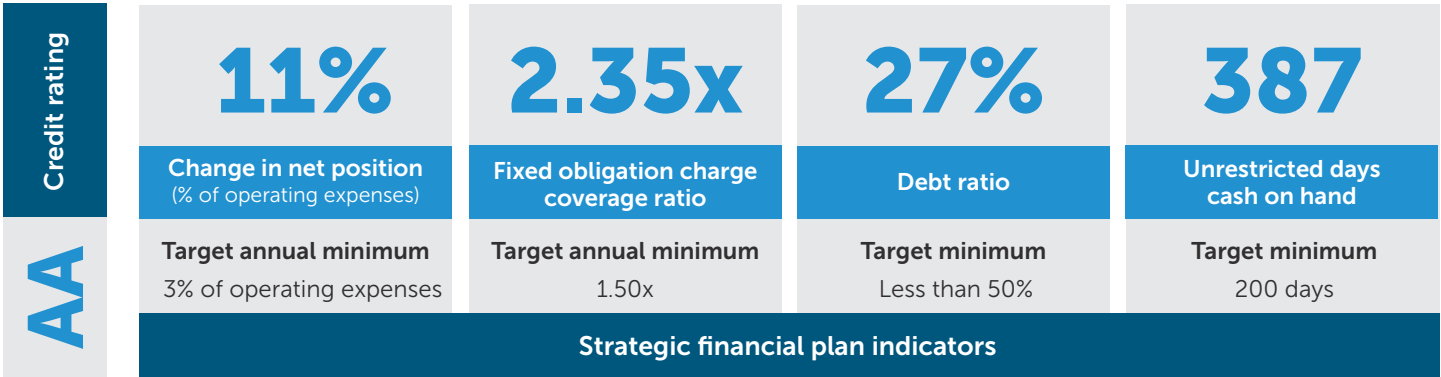 Credit rating
AA
11%
Change in net position
(% of operating expenses)
Target annual minimum
3% of operating expenses
2.35x
Fixed obligation charge
coverage ratio
Target annual minimum
1.50x
27%
Debt ratio
Target minimum
Less than 50%
387
Unrestricted days
cash on hand
Target minimum
200 days
Strategic financial plan indicators